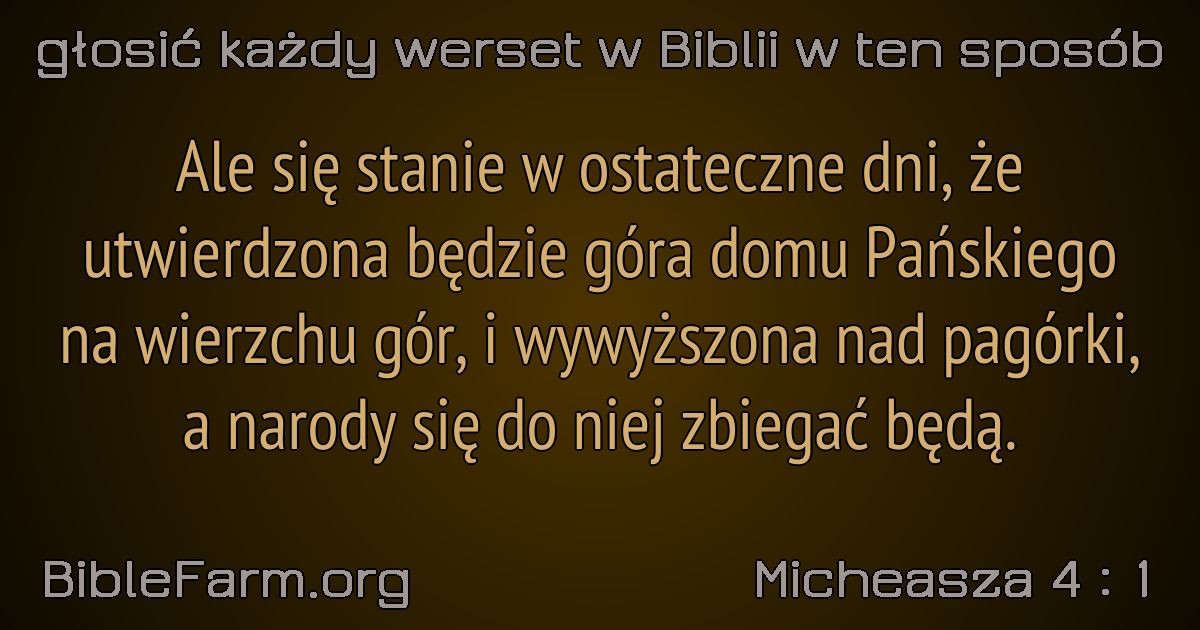 głosić każdy werset w Biblii w ten sposób
Ale się stanie w ostateczne dni, że
utwierdzona będzie góra domu Pańskiego
na wierzchu gór, i wywyższona nad pagórki,
a narody się do niej zbiegać będą.
BibleFarm.org
Micheasza 4 : 1